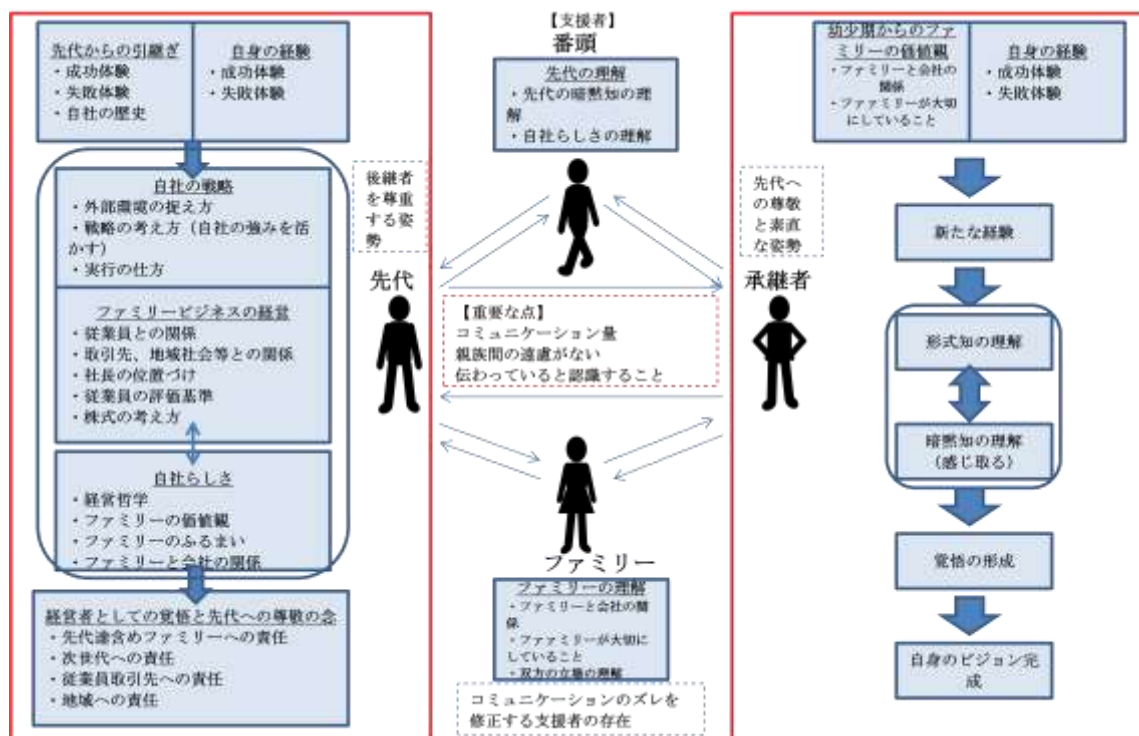 先代からの引継ぎ
・成功体験
・失敗体験
・自社の歴史
自身の経験
・成功体験
・失敗体験
自社の戦略
・外部環境の捉え方
・戦略の考え方（自社の強みを活
かす）
・実行の仕方
ファミリービジネスの経営
・従業員との関係
・取引先、地域社会等との関係
・社長の位置づけ
・従業員の評価基準
・株式の考え方
自社らしさ
・経営哲学
・ファミリーの価値観
・ファミリーのふるまい
・ファミリーと会社の関係
経営者としての覚悟と先代への尊敬の念
・先代達含めファミリーへの責任
・次世代への責任
・従業員取引先への責任
・地域への責任
【支援者】
番頭
先代の理解
・先代の暗黙知の理
解
・自社らしさの理解
後継者
を尊重
する姿
勢
先代へ
の尊敬
と素直
な姿勢
先代
承継者
【重要な点】
コミュニケーション量
親族間の遠慮がない
伝わっていると認識すること
ファミリー
ファミリーの理解
・ファミリーと会社の関
係
・ファァミリーが大切に
していること
・双方の立場の理解
コミュニケーションのズレを
修正する支援者の存在
幼少期からのファ
ミリーの価値観
・ファミリーと会社の
関係
・ファァミリーが大切
にしていること
自身の経験
・成功体験
・失敗体験
新たな経験
形式知の理解
暗黙知の理解
(感じ取る)
覚悟の形成
自身のビジョン完
成